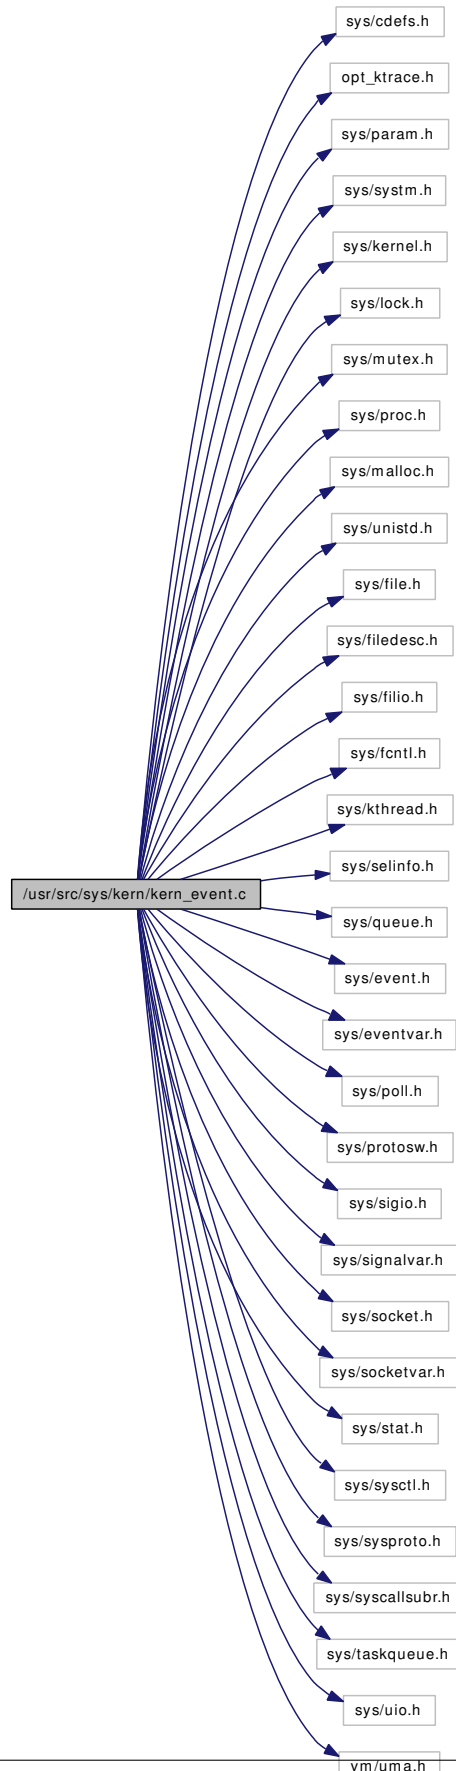 sys/cdefs.h
opt_ktrace.h
sys/param.h
sys/systm.h
sys/kernel.h
sys/lock.h
sys/mutex.h
sys/proc.h
sys/malloc.h
sys/unistd.h
sys/file.h
sys/filedesc.h
sys/filio.h
sys/fcntl.h
sys/kthread.h
sys/selinfo.h
/usr/src/sys/kern/kern_event.c
sys/queue.h
sys/event.h
sys/eventvar.h
sys/poll.h
sys/protosw.h
sys/sigio.h
sys/signalvar.h
sys/socket.h
sys/socketvar.h
sys/stat.h
sys/sysctl.h
sys/sysproto.h
sys/syscallsubr.h
sys/taskqueue.h
sys/uio.h
vm/uma.h